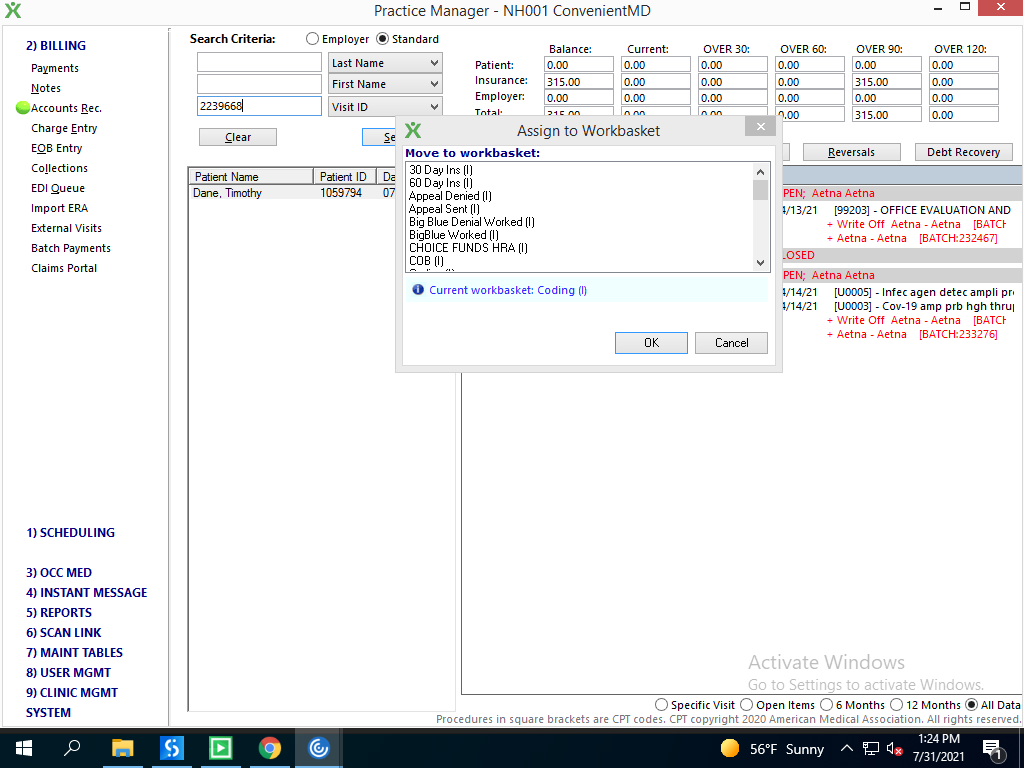 Practice Manager - NH001 ConvenientMD
2) BILLING
Payments
Notes
Accounts Rec.
Charge Entry
EOB Entry
Collections
EDI Queue
Import ERA
External Visits
Batch Payments
Claims Portal
1) SCHEDULING
3) OCC MED
4) INSTANT MESSAGE
5) REPORTS
6) SCAN LINK
7) MAINT TABLES
8) USER MGMT
9) CLINIC MGMT
SYSTEM
Search Criteria: Employer Standard
Last Name
First Name
2239668 Visit ID
Clear Se
Balance: Current: OVER 30: OVER 60: OVER 90: OVER 120:
Patient: 0.00 0.00 0.00 0.00 0.00 0.00
Insurance: 315.00 0.00 0.00 0.00 315.00 0.00
Employer: 0.00 0.00 0.00 0.00 0.00 0.00
Total: 315.00 0.00 0.00 0.00 315.00 0.00
Reversals Debt Recovery
Patient Name Patient ID Da
Dane, Timothy 1059794 07
Assign to Workbasket
Move to workbasket:
30 Day Ins (I)
60 Day Ins (I)
Appeal Denied (I)
Appeal Sent (I)
Big Blue Denial Worked (I)
BigBlue Worked (I)
CHOICE FUNDS HRA (I)
COB (I)
Current workbasket: Coding (I)
OK Cancel
PEN; Aetna Aetna
4/13/21 [99203] - OFFICE EVALUATION AND
+ Write Off Aetna - Aetna [BATCH
+ Aetna - Aetna [BATCH:232467]
LOSED
PEN; Aetna Aetna
4/14/21 [U0005] - Infec agen detec ampli pr
4/14/21 [U0003] - Cov-19 amp prb hgh thru
+ Write Off Aetna - Aetna [BATC
+ Aetna - Aetna [BATCH:233276]
Activate Windows
Go to Settings to activate Windows.
Specific Visit Open Items 6 Months 12 Months All Data
Procedures in square brackets are CPT codes. CPT copyright 2020 American Medical Association. All rights reserved.
56°F Sunny
1:24 PM
7/31/2021
1